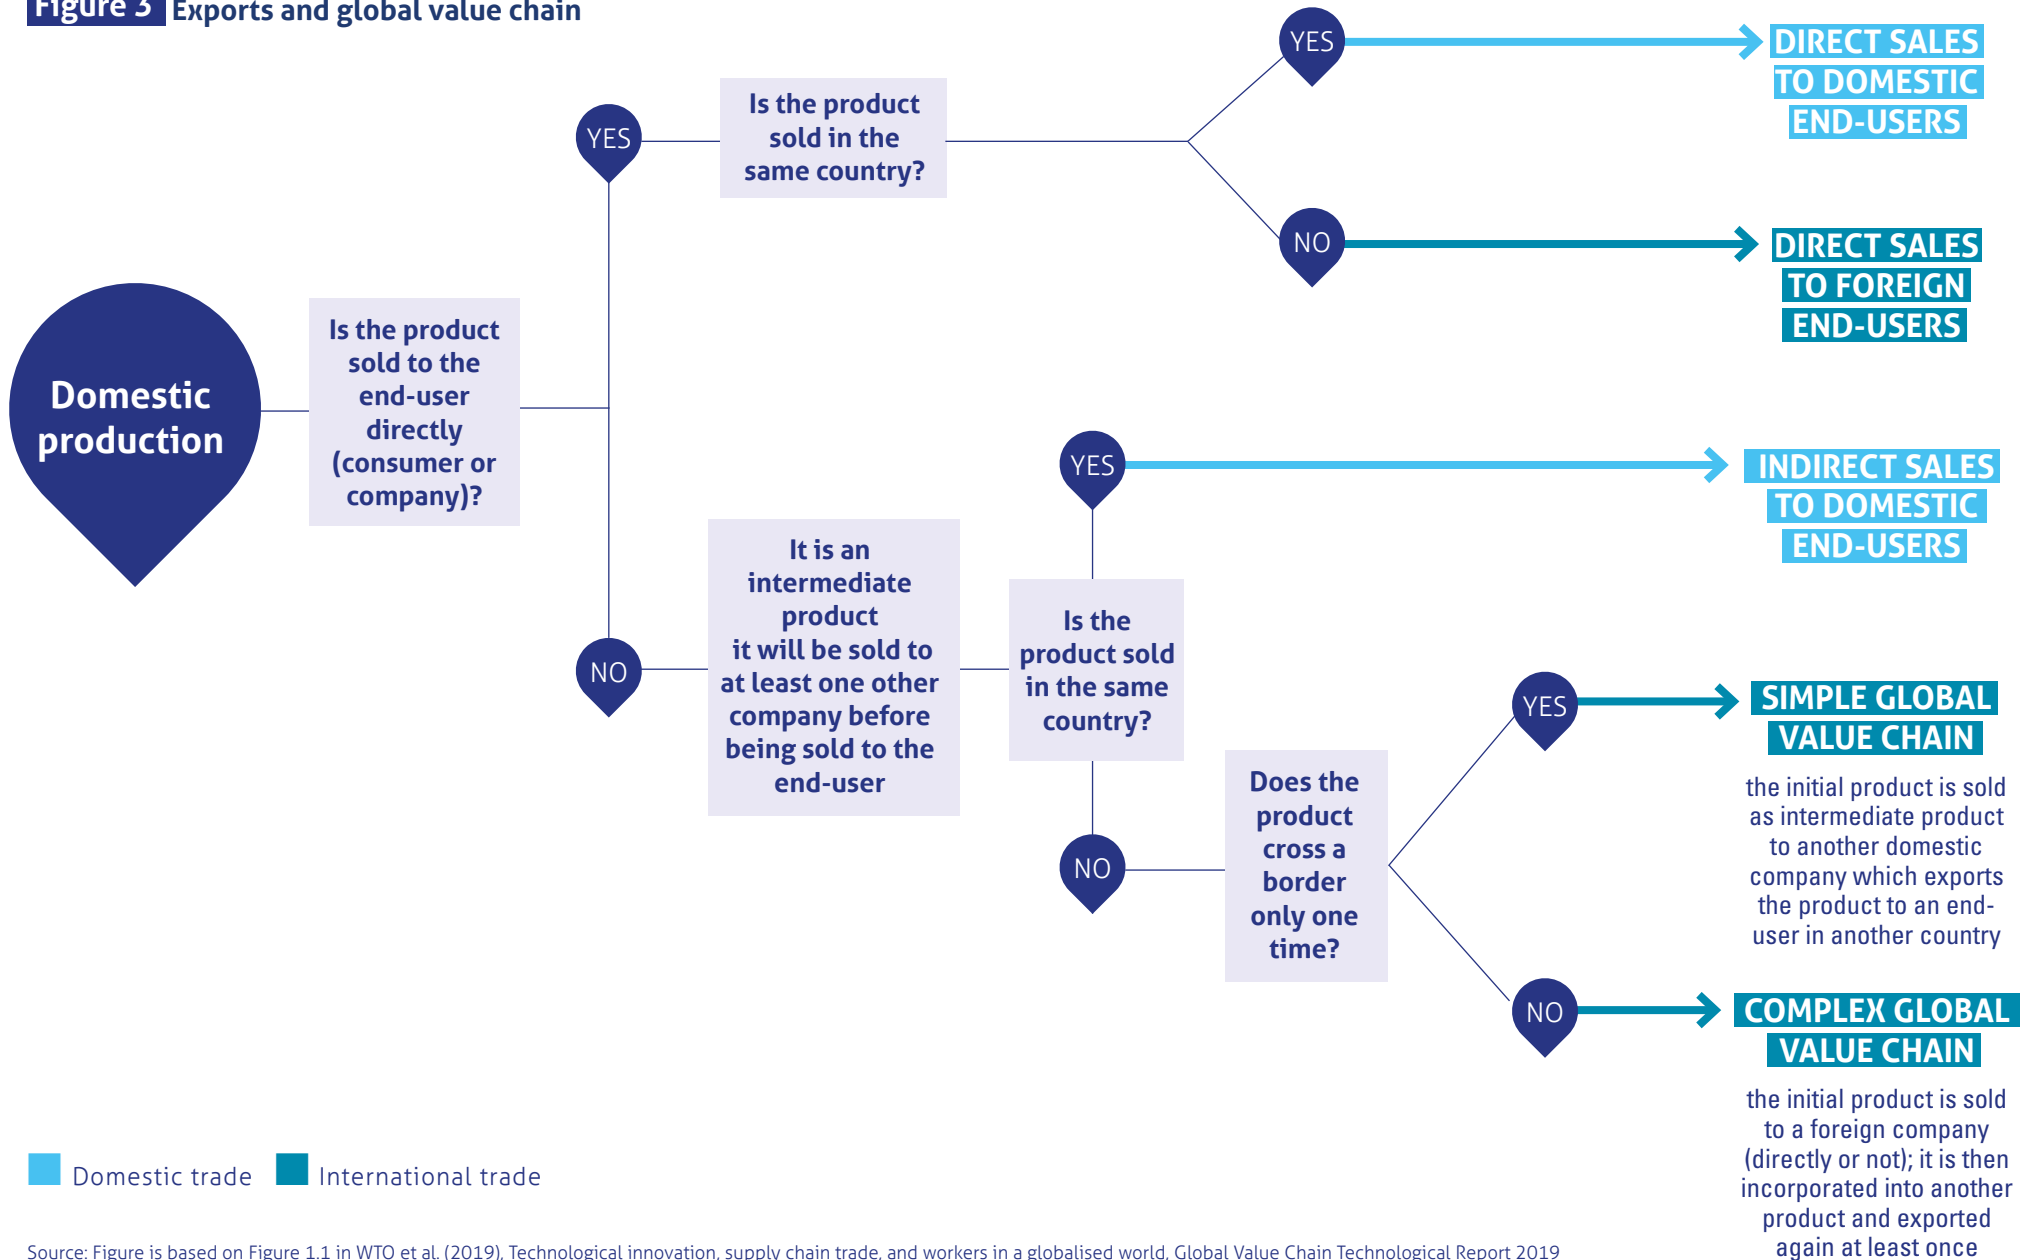 Figure 3 Exports and global value chain
Domestic
production
Is the product
sold to the
end-user
directly
(consumer or
company)?
YES
Is the product
sold in the
same country?
YES
DIRECT SALES
TO DOMESTIC
END-USERS
NO
DIRECT SALES
TO FOREIGN
END-USERS
NO
It is an
intermediate
product
it will be sold to
at least one other
company before
being sold to the
end-user
Is the
product sold
in the same
country?
YES
INDIRECT SALES
TO DOMESTIC
END-USERS
NO
Does the
product
cross a
border
only one
time?
YES
SIMPLE GLOBAL
VALUE CHAIN
the initial product is sold
as intermediate product
to another domestic
company which exports
the product to an end-
user in another country
NO
COMPLEX GLOBAL
VALUE CHAIN
the initial product is sold
to a foreign company
(directly or not); it is then
incorporated into another
product and exported
again at least once
Domestic trade
International trade
Source: Figure is based on Figure 1.1 in WTO et al. (2019), Technological innovation, supply chain trade, and workers in a globalised world, Global Value Chain Technological Report 2019